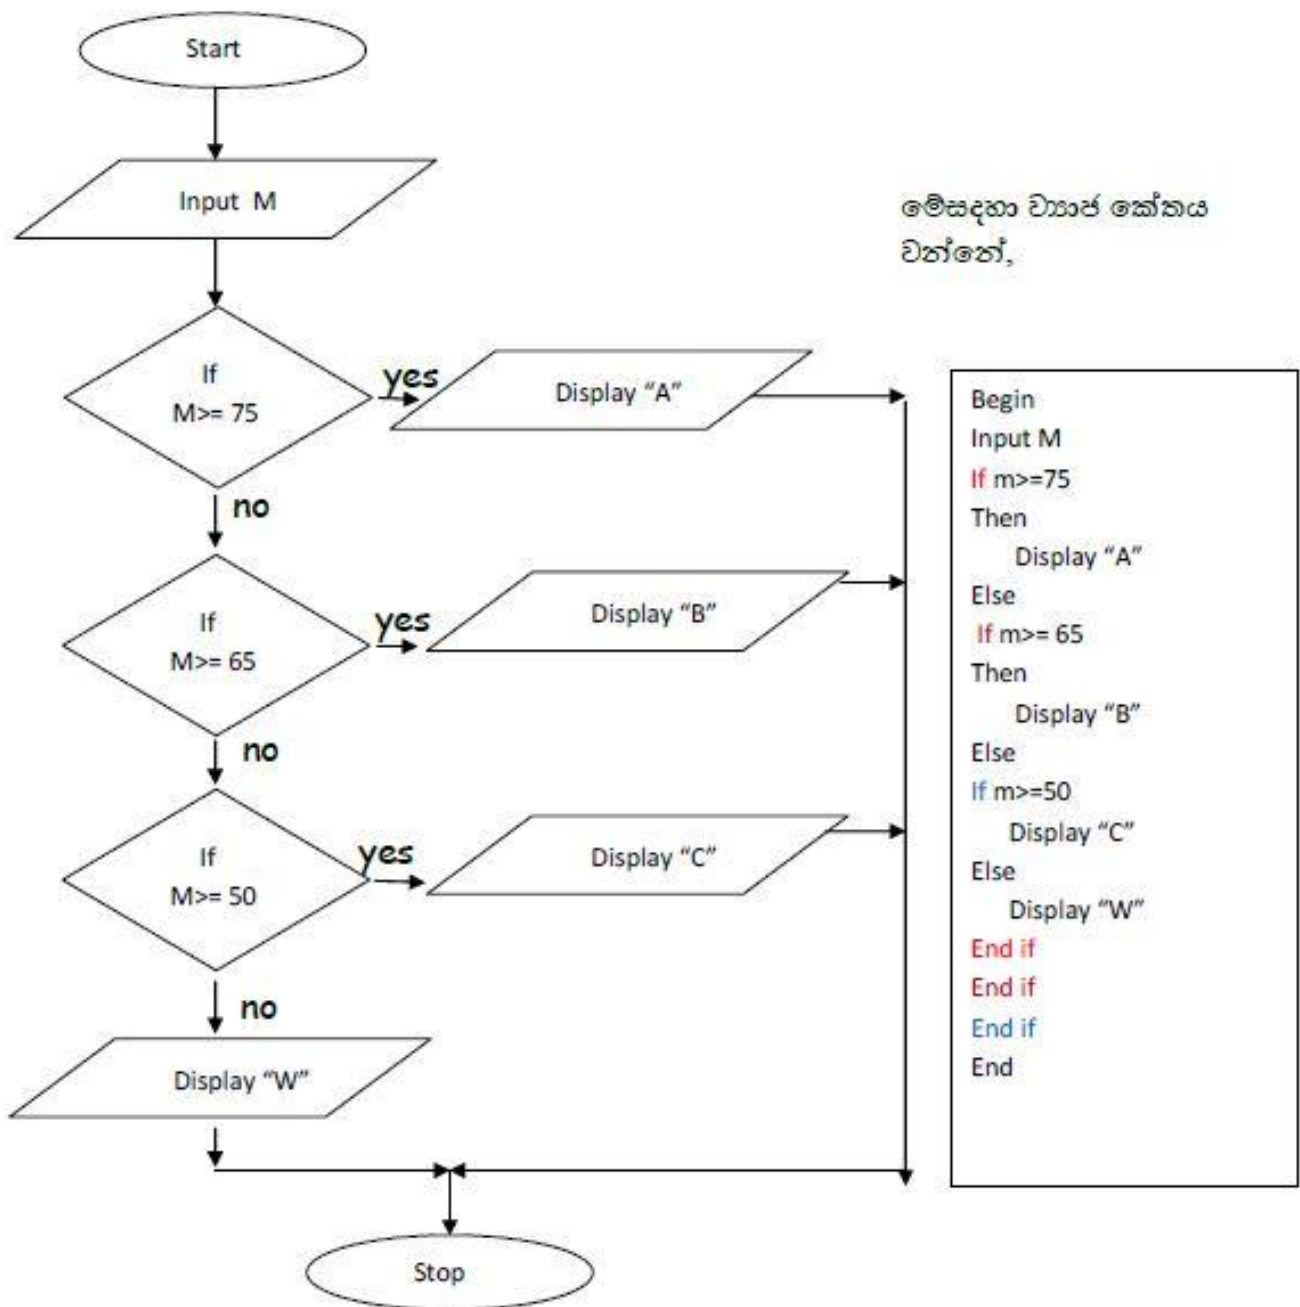 Start
Input M
මේසඳහා ව්‍යාජ කේතය
වන්නේ,
If
M>= 75
yes
Display “A”
no
If
M>= 65
yes
Display “B”
no
If
M>= 50
yes
Display “C”
no
Display “W”
Stop
Begin
Input M
If m>=75
Then
Display “A”
Else
If m>= 65
Then
Display “B”
Else
If m>=50
Display “C”
Else
Display “W”
End if
End if
End if
End